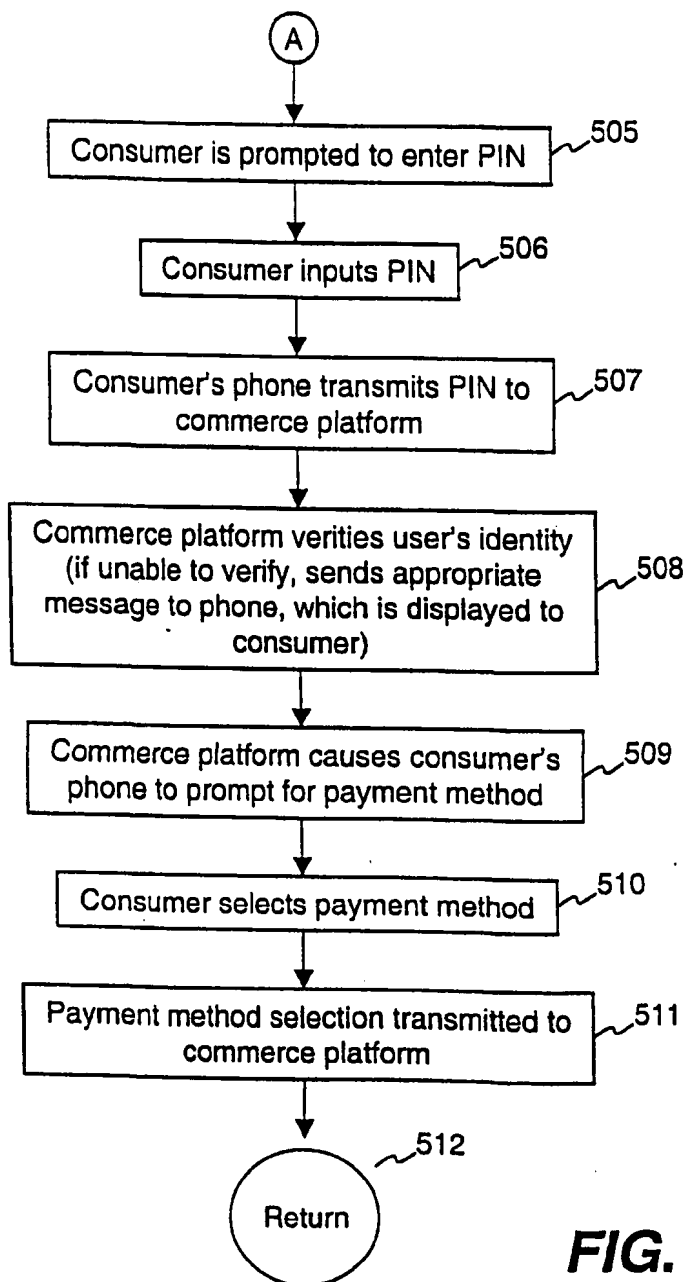 A
Consumer is prompted to enter PIN
505
Consumer inputs PIN
506
Consumer's phone transmits PIN to
commerce platform
507
Commerce platform verities user's identity
(if unable to verify, sends appropriate
message to phone, which is displayed to
consumer)
508
Commerce platform causes consumer's
phone to prompt for payment method
509
Consumer selects payment method
510
Payment method selection transmitted to
commerce platform
511
Return
512
FIG.